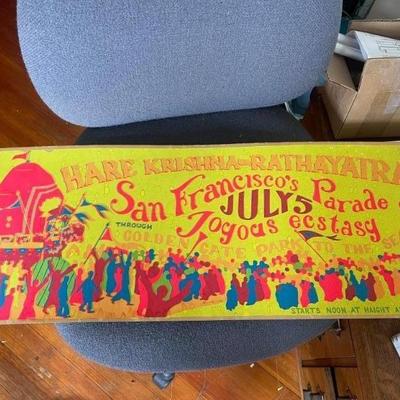 HARE KRISHNA–RATHAYATRA
San Francisco's Parade
JULY 5
Joyous ecstasy
THROUGH
GOLDEN GATE PARK TO THE SEA
STARTS NOON AT HAIGHT